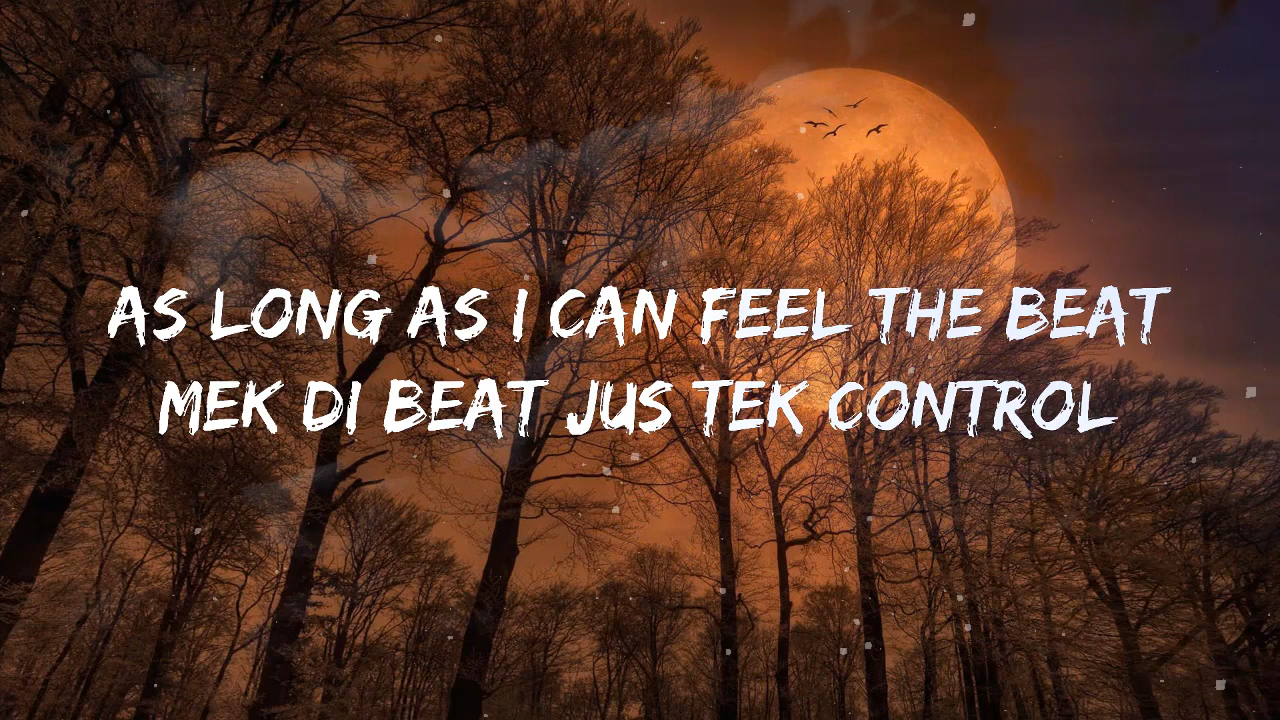 AS LONG AS I CAN FEEL THE BEAT
MEK DI BEAT JUS TEK CONTROL